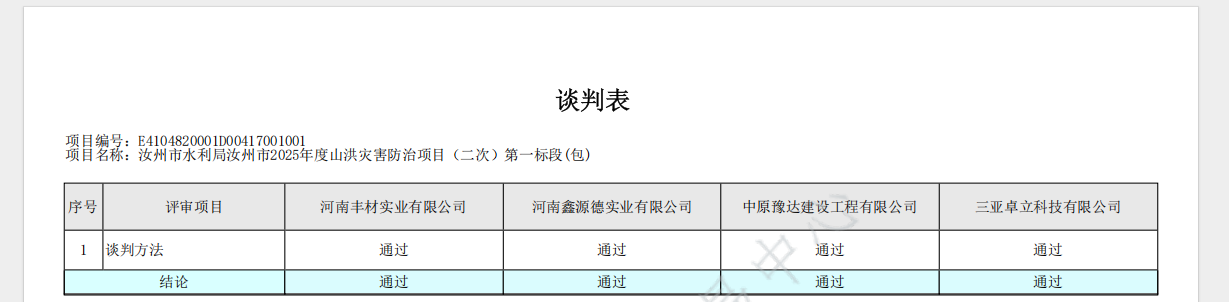 谈判表
项目编号：E4104820001D00417001001
项目名称：汝州市水利局汝州市2025年度山洪灾害防治项目（二次）第一标段(包)
序号 评审项目 河南丰材实业有限公司 河南鑫源德实业有限公司 中原豫达建设工程有限公司 三亚卓立科技有限公司
1 谈判方法 通过 通过 通过 通过
结论 通过 通过 通过 通过
中心